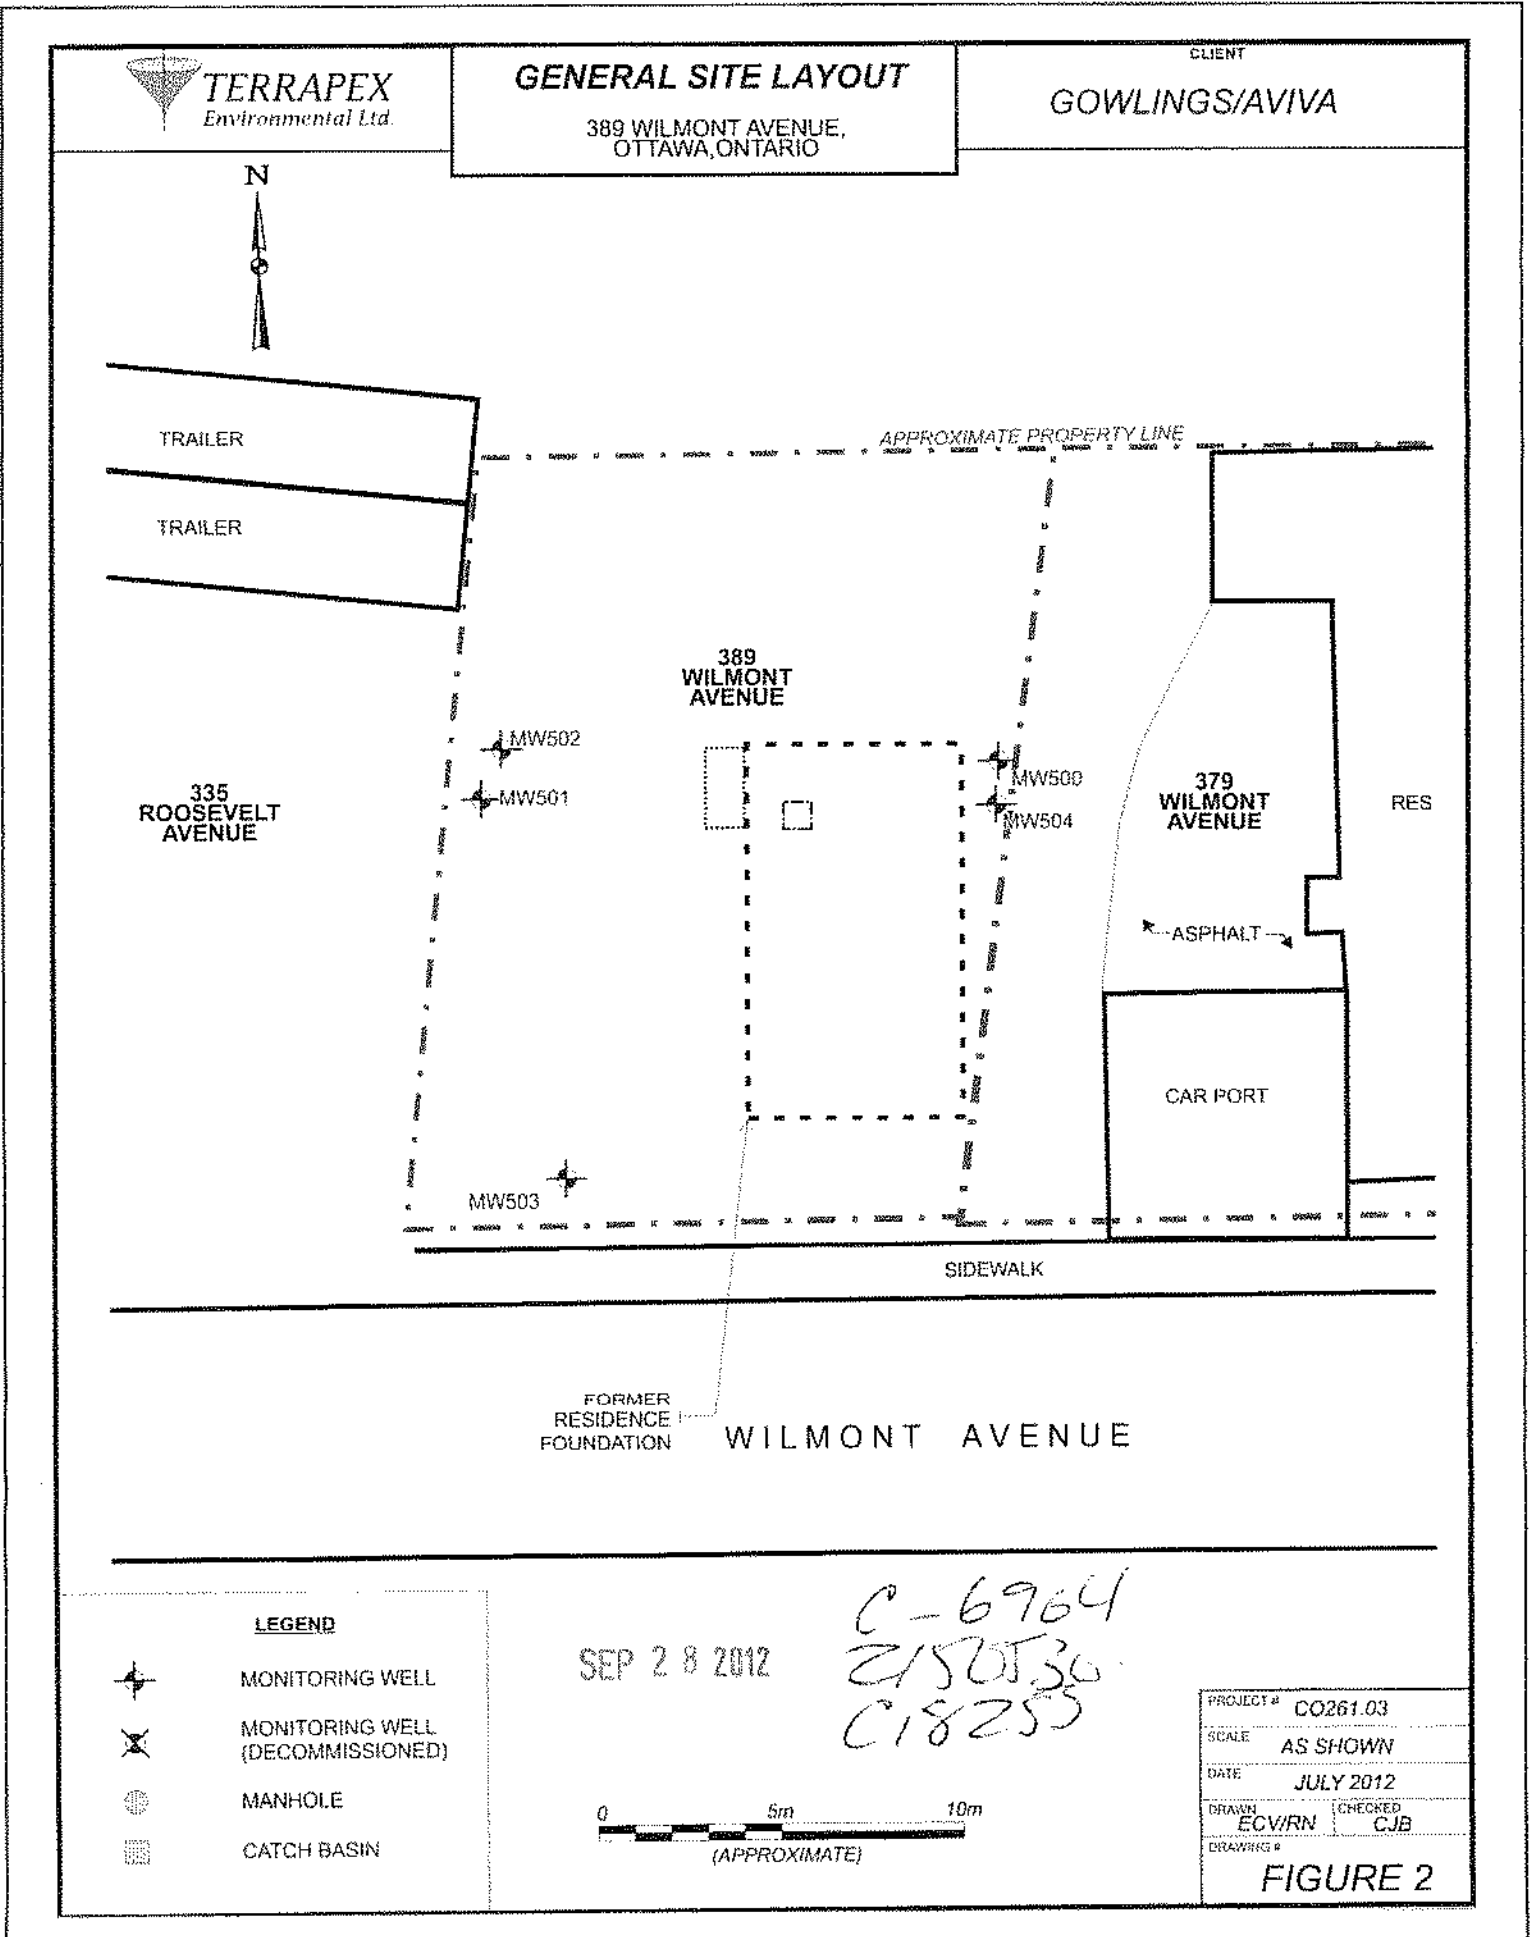 TERRAPEX
Environmental Ltd.
GENERAL SITE LAYOUT
389 WILMONT AVENUE,
OTTAWA,ONTARIO
CLIENT
GOWLINGS/AVIVA
N
TRAILER
TRAILER
APPROXIMATE PROPERTY LINE
389
WILMONT
AVENUE
MW502
MW501
MW500
MW504
335
ROOSEVELT
AVENUE
379
WILMONT
AVENUE
RES
ASPHALT
CAR PORT
MW503
SIDEWALK
FORMER
RESIDENCE
FOUNDATION
WILMONT AVENUE
LEGEND
MONITORING WELL
MONITORING WELL
(DECOMMISSIONED)
MANHOLE
CATCH BASIN
SEP 28 2012
C-6964
Z150530
C18255
0 5m 10m
(APPROXIMATE)
PROJECT # CO261.03
SCALE AS SHOWN
DATE JULY 2012
DRAWN ECV/RN CHECKED CJB
DRAWING #
FIGURE 2